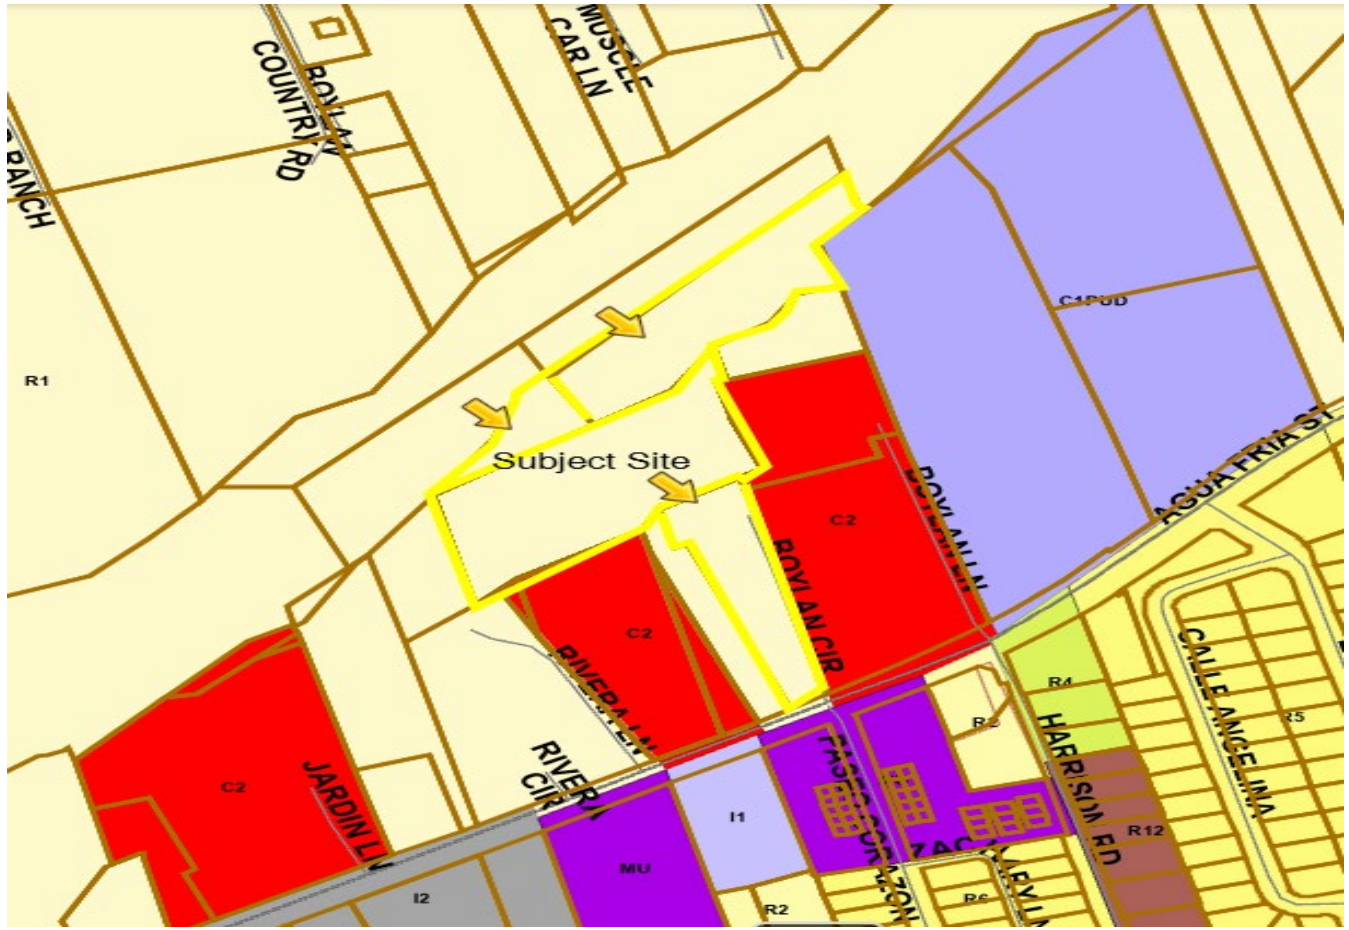 MUSCLE
CAR LN
BOYLAN
COUNTRY RD
RANCH
R1
C1PUD
Subject Site
AGUA FRIA ST
C2
BOYLAN LN
BOYLAN CIR
C2
RIVERA LN
R4
R5
CALLE ANGELINA
HARRISON RD
RIVERA
CIR
C2
JARDIN LN
I1
PASEO CORAZON
R12
MU
I2
R2